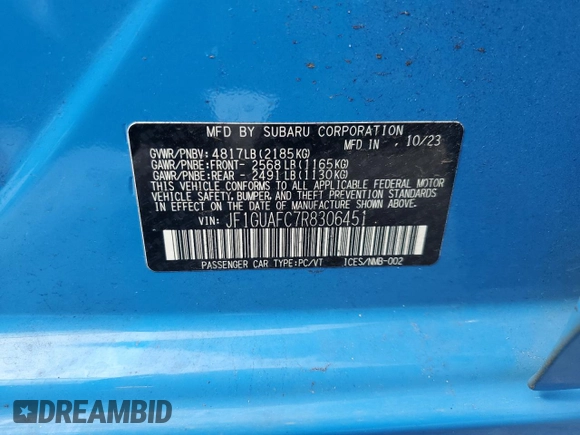 MFD BY SUBARU CORPORATION
GVWR/PNBV: 4817LB(2185KG) MFD IN 10/23
GAWR/PNBE:FRONT- 2568LB(1165KG)
GAWR/PNBE:REAR - 2491LB(1130KG)
THIS VEHICLE CONFORMS TO ALL APPLICABLE FEDERAL MOTOR
VEHICLE SAFETY, BUMPER, AND THEFT PREVENTION STANDARDS
IN EFFECT ON THE DATE OF MANUFACTURE SHOWN ABOVE.
VIN: JF1GUAFC7R8306451
PASSENGER CAR TYPE:PC/VT ICES/NMB-002
DREAMBID